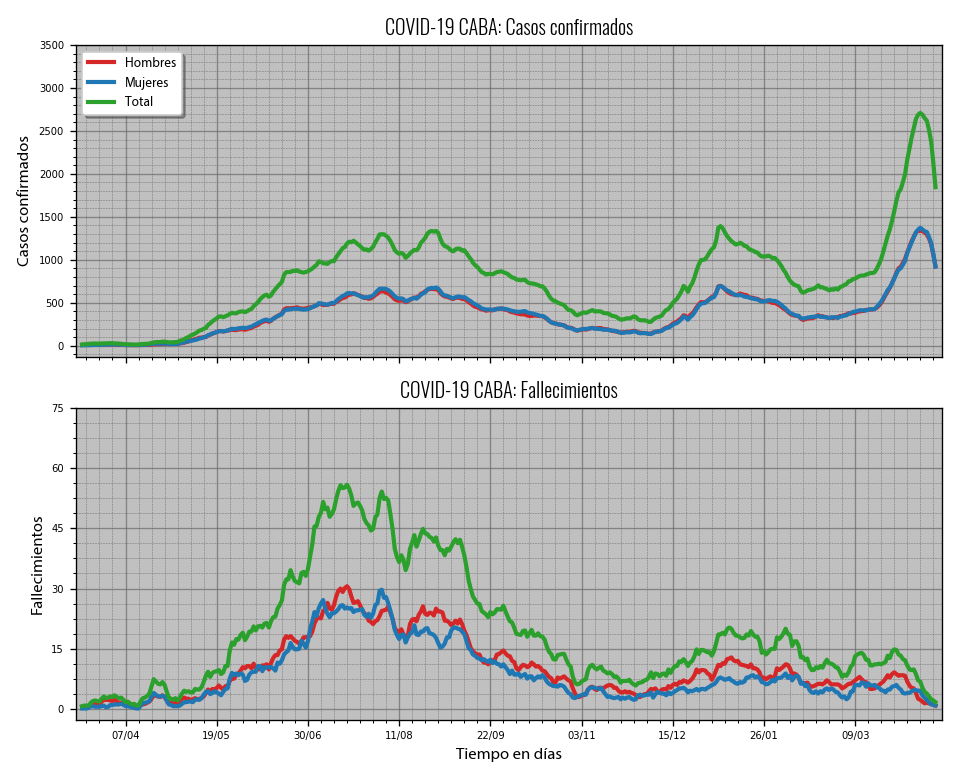 COVID-19 CABA: Casos confirmados
3500
3000
2500
2000
1500
1000
500
0
Casos confirmados
Hombres
Mujeres
Total
COVID-19 CABA: Fallecimientos
75
60
45
30
15
0
Fallecimientos
07/04 19/05 30/06 11/08 22/09 03/11 15/12 26/01 09/03
Tiempo en días